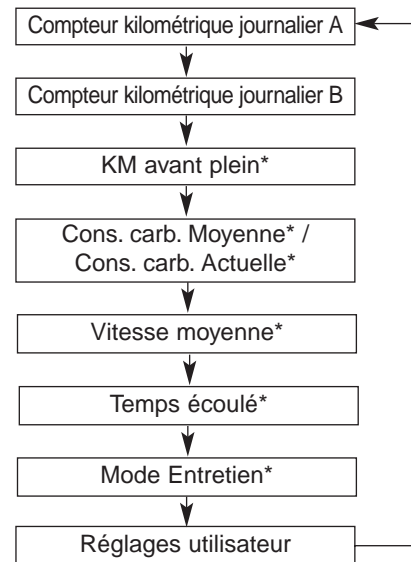 Compteur kilométrique journalier A
Compteur kilométrique journalier B
KM avant plein*
Cons. carb. Moyenne* /
Cons. carb. Actuelle*
Vitesse moyenne*
Temps écoulé*
Mode Entretien*
Réglages utilisateur